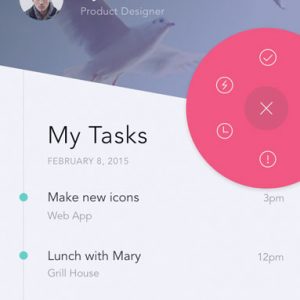 Product Designer
My Tasks
FEBRUARY 8, 2015
Make new icons
3pm
Web App
Lunch with Mary
12pm
Grill House